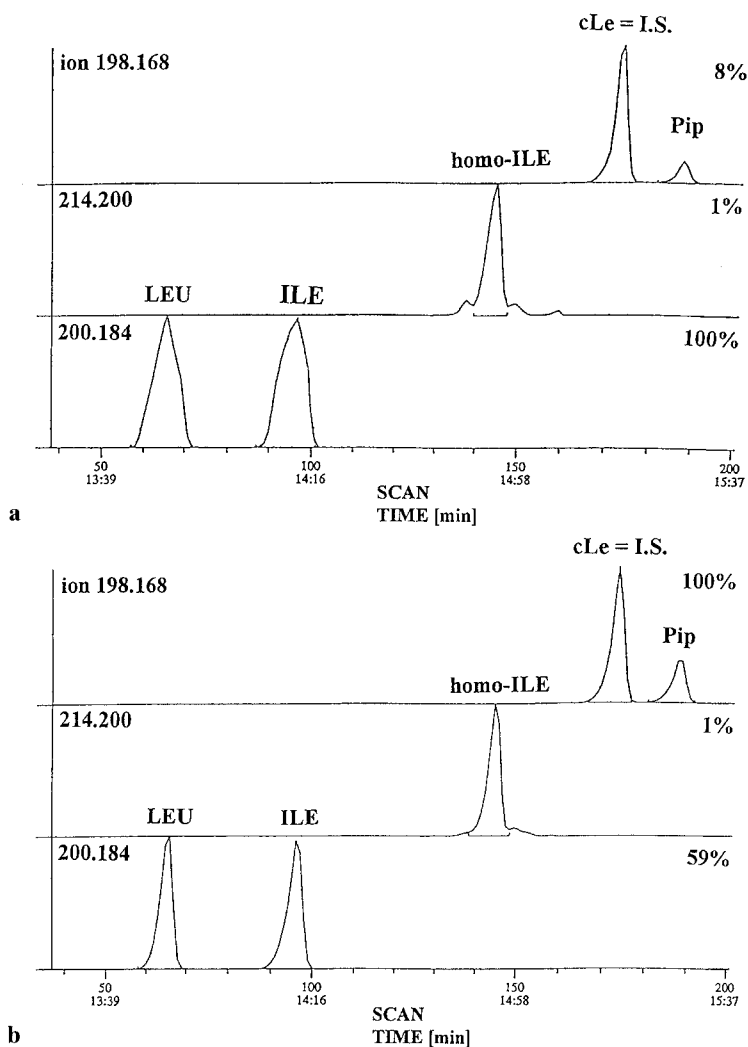 cLe = I.S.
ion 198.168
8%
Pip
homo-ILE
214.200
1%
LEU
ILE
200.184
100%
50
100
150
200
13:39
14:16
14:58
15:37
SCAN
TIME [min]
a
cLe = I.S.
ion 198.168
100%
Pip
homo-ILE
214.200
1%
LEU
ILE
200.184
59%
50
100
150
200
13:39
14:16
14:58
15:37
SCAN
TIME [min]
b